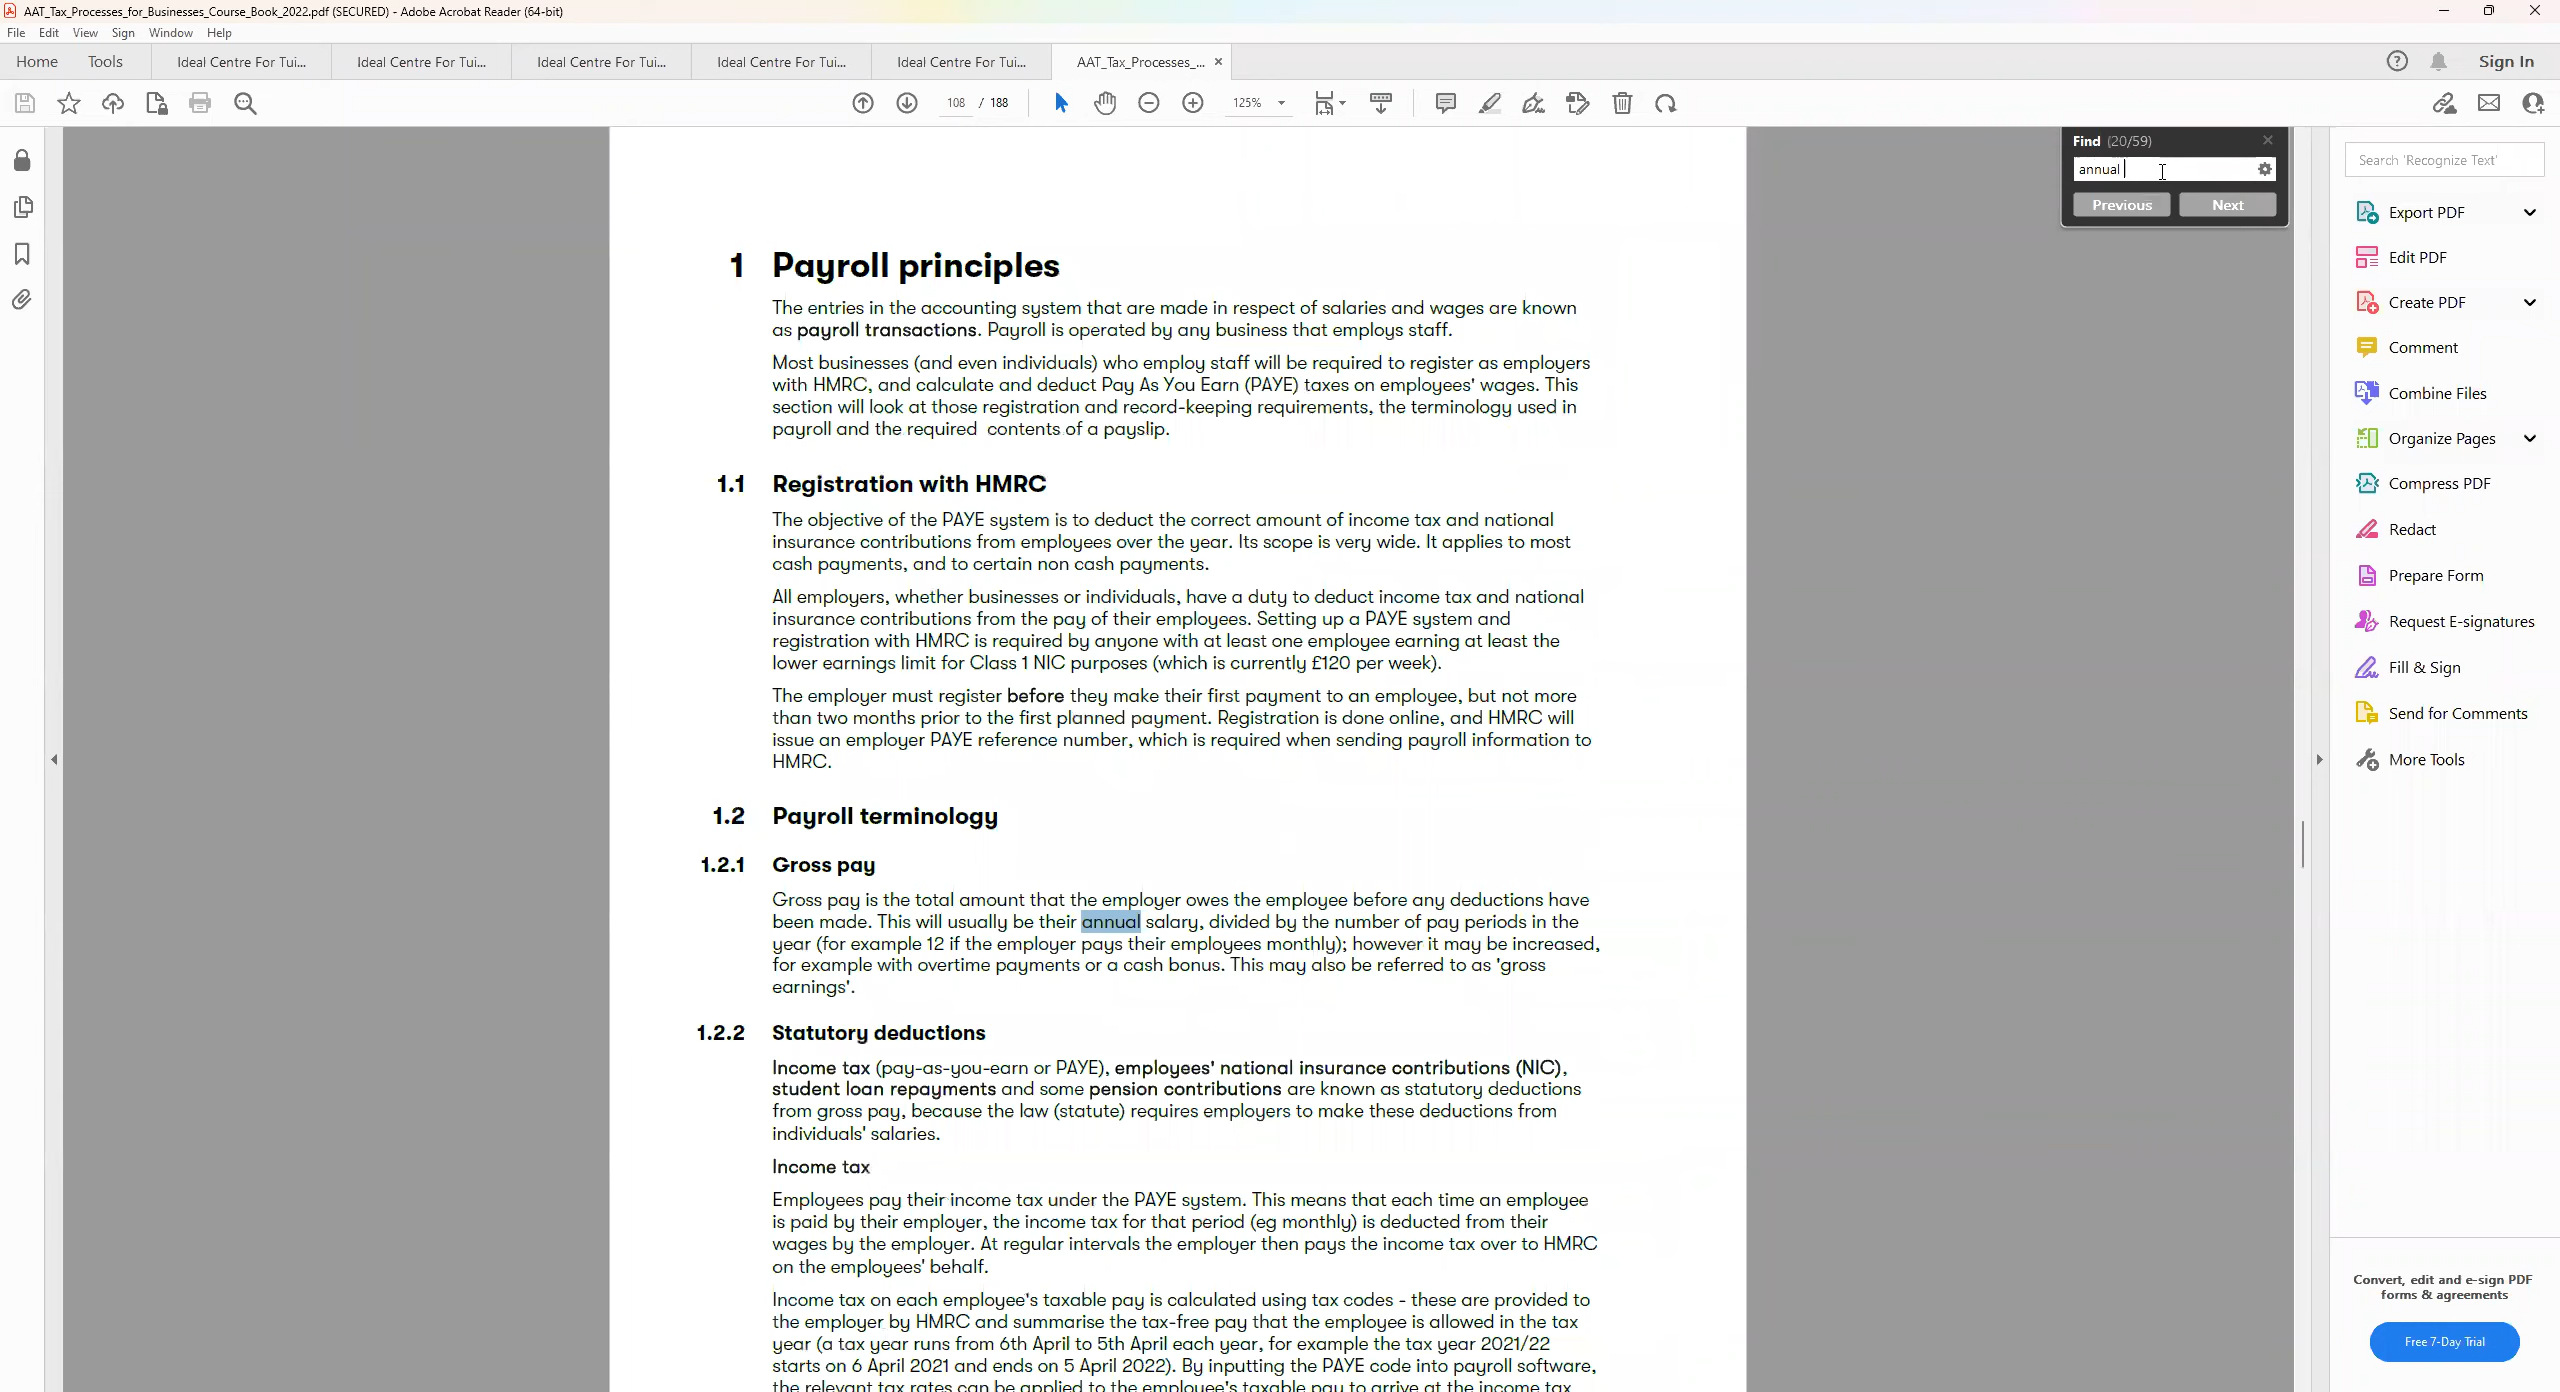 AAT_Tax_Processes_for_Businesses_Course_Book_2022.pdf (SECURED) - Adobe Acrobat Reader (64-bit)
File Edit View Sign Window Help
Home Tools Ideal Centre For Tui... Ideal Centre For Tui... Ideal Centre For Tui... Ideal Centre For Tui... Ideal Centre For Tui... AAT_Tax_Processes_... × Sign In
108 / 188 125%
Find (20/59)
annual
Previous Next
Search 'Recognize Text'
Export PDF
Edit PDF
Create PDF
Comment
Combine Files
Organize Pages
Compress PDF
Redact
Prepare Form
Request E-signatures
Fill & Sign
Send for Comments
More Tools
Convert, edit and e-sign PDF
forms & agreements
Free 7-Day Trial
1 Payroll principles
The entries in the accounting system that are made in respect of salaries and wages are known
as payroll transactions. Payroll is operated by any business that employs staff.
Most businesses (and even individuals) who employ staff will be required to register as employers
with HMRC, and calculate and deduct Pay As You Earn (PAYE) taxes on employees' wages. This
section will look at those registration and record-keeping requirements, the terminology used in
payroll and the required contents of a payslip.
1.1 Registration with HMRC
The objective of the PAYE system is to deduct the correct amount of income tax and national
insurance contributions from employees over the year. Its scope is very wide. It applies to most
cash payments, and to certain non cash payments.
All employers, whether businesses or individuals, have a duty to deduct income tax and national
insurance contributions from the pay of their employees. Setting up a PAYE system and
registration with HMRC is required by anyone with at least one employee earning at least the
lower earnings limit for Class 1 NIC purposes (which is currently £120 per week).
The employer must register before they make their first payment to an employee, but not more
than two months prior to the first planned payment. Registration is done online, and HMRC will
issue an employer PAYE reference number, which is required when sending payroll information to
HMRC.
1.2 Payroll terminology
1.2.1 Gross pay
Gross pay is the total amount that the employer owes the employee before any deductions have
been made. This will usually be their annual salary, divided by the number of pay periods in the
year (for example 12 if the employer pays their employees monthly); however it may be increased,
for example with overtime payments or a cash bonus. This may also be referred to as 'gross
earnings'.
1.2.2 Statutory deductions
Income tax (pay-as-you-earn or PAYE), employees' national insurance contributions (NIC),
student loan repayments and some pension contributions are known as statutory deductions
from gross pay, because the law (statute) requires employers to make these deductions from
individuals' salaries.
Income tax
Employees pay their income tax under the PAYE system. This means that each time an employee
is paid by their employer, the income tax for that period (eg monthly) is deducted from their
wages by the employer. At regular intervals the employer then pays the income tax over to HMRC
on the employees' behalf.
Income tax on each employee's taxable pay is calculated using tax codes - these are provided to
the employer by HMRC and summarise the tax-free pay that the employee is allowed in the tax
year (a tax year runs from 6th April to 5th April each year, for example the tax year 2021/22
starts on 6 April 2021 and ends on 5 April 2022). By inputting the PAYE code into payroll software,
the relevant tax rates can be applied to the employee's taxable pay to arrive at the income tax